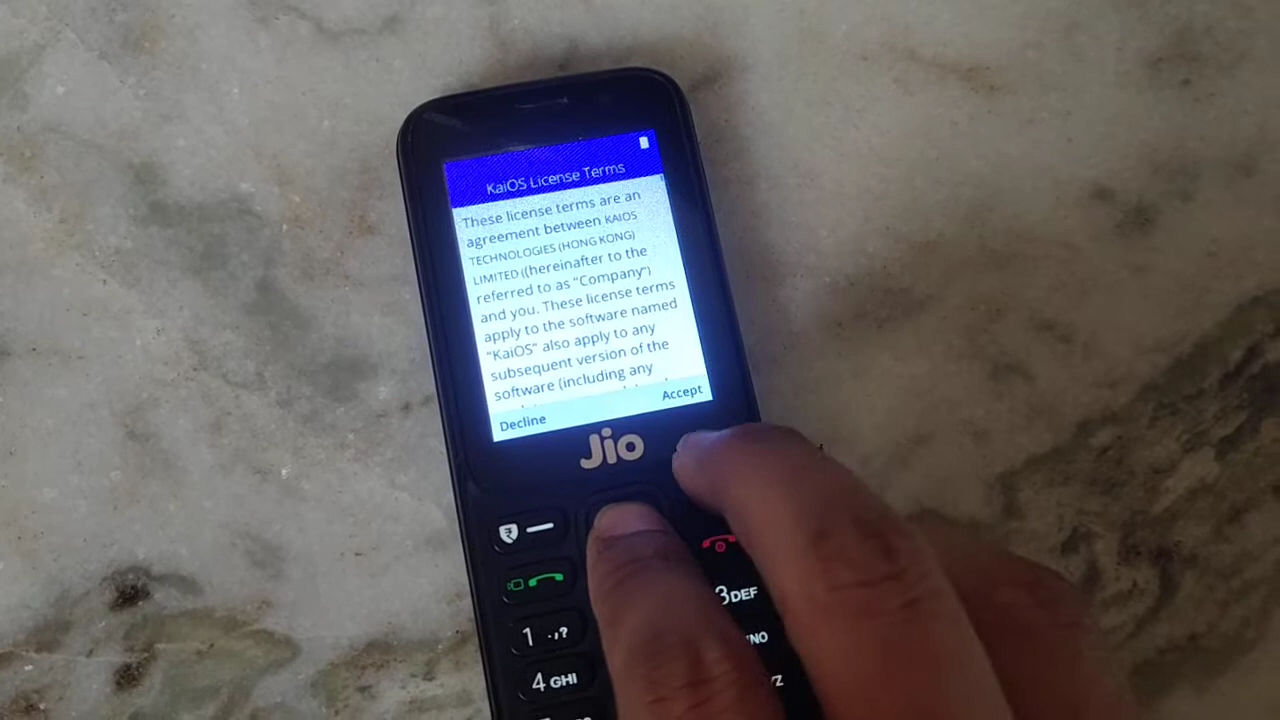 KaiOS License Terms
These license terms are an
agreement between KAIOS
TECHNOLOGIES (HONG KONG)
LIMITED ((hereinafter to the
referred to as “Company”)
and you. These license terms
apply to the software named
“KaiOS” also apply to any
subsequent version of the
software (including any
Decline
Accept
Jio
1 .,?
3DEF
4 GHI